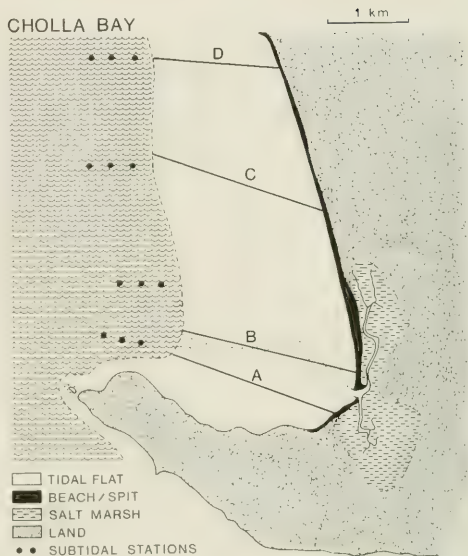 CHOLLA BAY
1 km
D
C
B
A
TIDAL FLAT
BEACH/SPIT
SALT MARSH
LAND
SUBTIDAL STATIONS